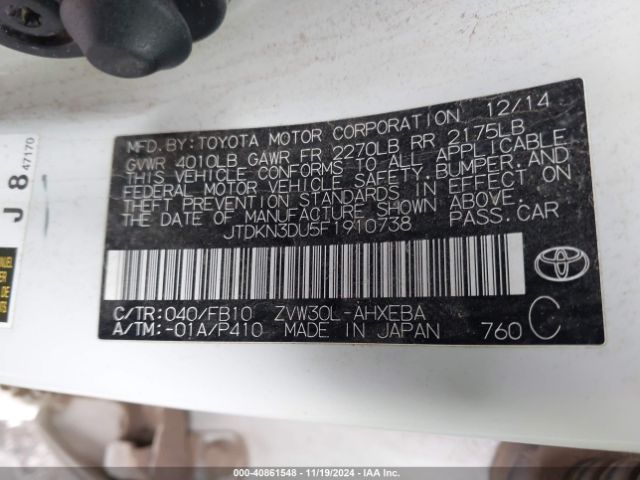 MFD. BY: TOYOTA MOTOR CORPORATION 12/14
GVWR 4010LB GAWR FR 2270LB RR 2175LB
THIS VEHICLE CONFORMS TO ALL APPLICABLE
FEDERAL MOTOR VEHICLE SAFETY, BUMPER, AND
THEFT PREVENTION STANDARDS IN EFFECT ON
THE DATE OF MANUFACTURE SHOWN ABOVE.
JTDKN3DU5F1910738 PASS. CAR
C/TR: 040/FB10 ZVW30L-AHXEBA
A/TM: -01A/P410 MADE IN JAPAN 760 C
TOYOTA
J 8 47170
000-40861548 - 11/19/2024 - IAA Inc.